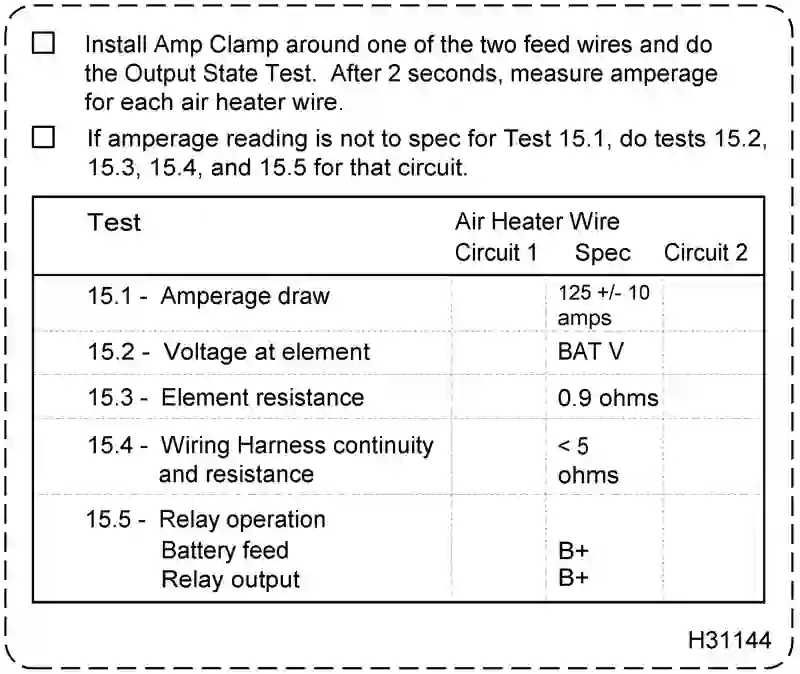 Install Amp Clamp around one of the two feed wires and do
the Output State Test. After 2 seconds, measure amperage
for each air heater wire.
If amperage reading is not to spec for Test 15.1, do tests 15.2,
15.3, 15.4, and 15.5 for that circuit.
Test
Air Heater Wire
Circuit 1 Spec Circuit 2
15.1 - Amperage draw 125 +/- 10
amps
15.2 - Voltage at element BAT V
15.3 - Element resistance 0.9 ohms
15.4 - Wiring Harness continuity < 5
and resistance ohms
15.5 - Relay operation
Battery feed B+
Relay output B+
H31144